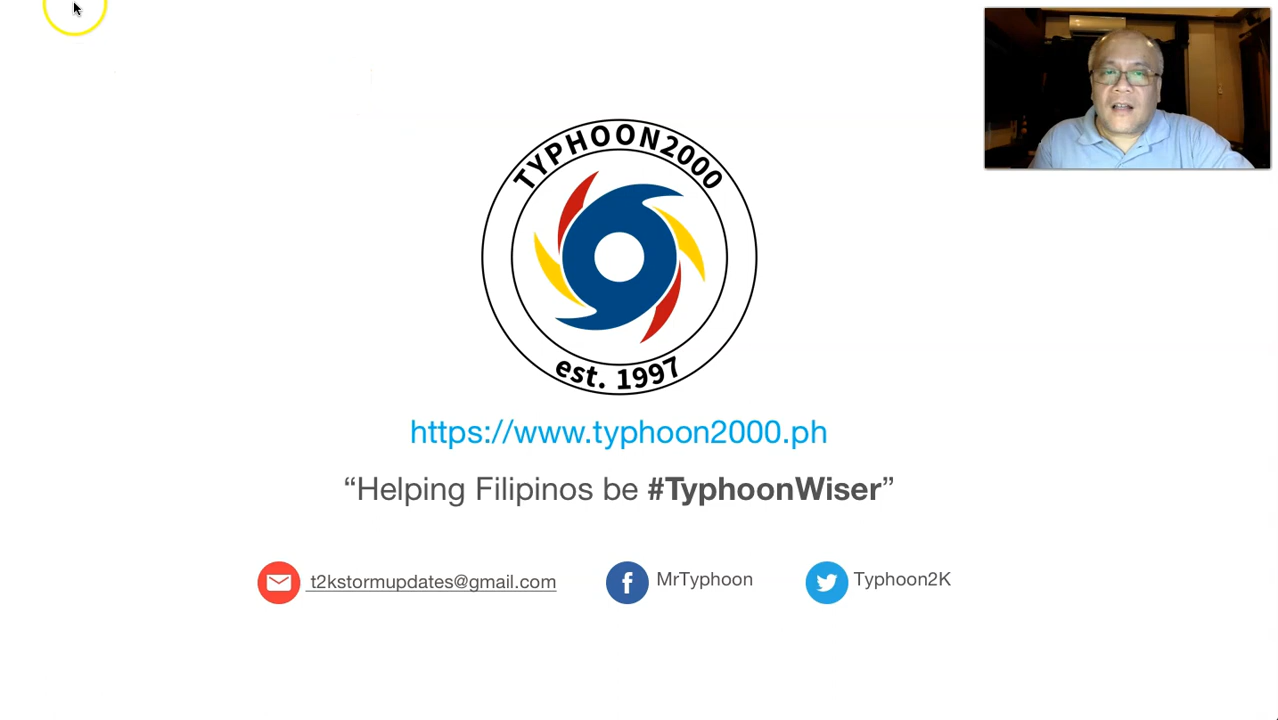 TYPHOON2000
est. 1997
https://www.typhoon2000.ph
“Helping Filipinos be #TyphoonWiser”
t2kstormupdates@gmail.com MrTyphoon Typhoon2K